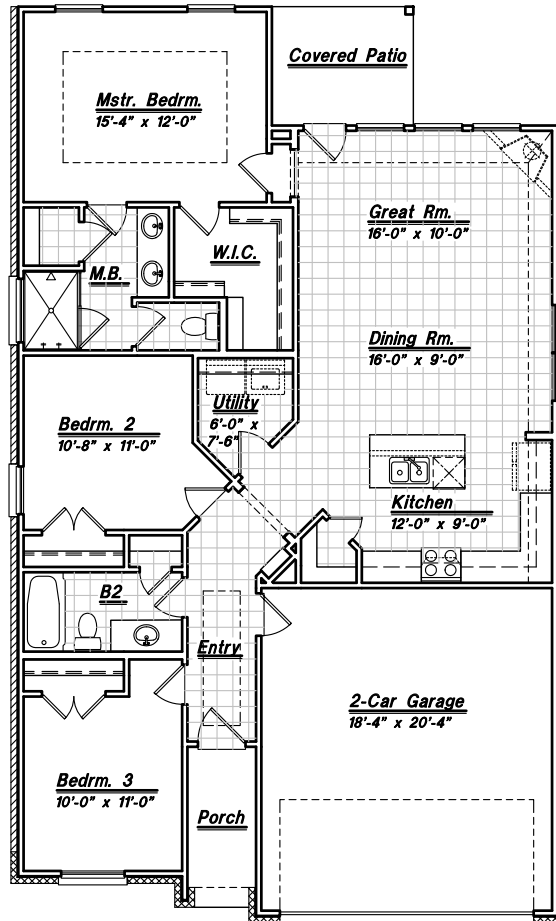 Covered Patio
Mstr. Bedrm.
15'-4" x 12'-0"
Great Rm.
16'-0" x 10'-0"
W.I.C.
M.B.
Dining Rm.
16'-0" x 9'-0"
Utility
6'-0" x
7'-6"
Bedrm. 2
10'-8" x 11'-0"
Kitchen
12'-0" x 9'-0"
B2
Entry
2-Car Garage
18'-4" x 20'-4"
Bedrm. 3
10'-0" x 11'-0"
Porch